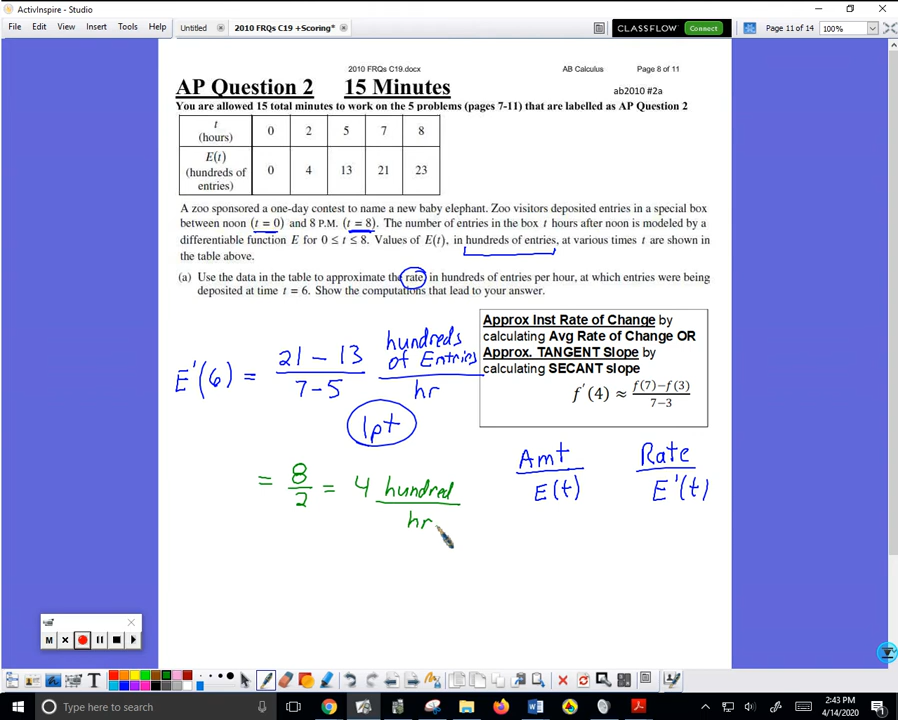 ActivInspire - Studio
File Edit View Insert Tools Help
Untitled
2010 FRQs C19 +Scoring*
CLASSFLOW Connect
Page 11 of 14
100%
2010 FRQs C19.docx AB Calculus Page 8 of 11
AP Question 2 15 Minutes
ab2010 #2a
You are allowed 15 total minutes to work on the 5 problems (pages 7-11) that are labelled as AP Question 2
t
(hours) 0 2 5 7 8
E(t)
(hundreds of
entries) 0 4 13 21 23
A zoo sponsored a one-day contest to name a new baby elephant. Zoo visitors deposited entries in a special box
between noon (t = 0) and 8 P.M. (t = 8). The number of entries in the box t hours after noon is modeled by a
differentiable function E for 0 ≤ t ≤ 8. Values of E(t), in hundreds of entries, at various times t are shown in
the table above.
(a) Use the data in the table to approximate the rate, in hundreds of entries per hour, at which entries were being
deposited at time t = 6. Show the computations that lead to your answer.
Approx Inst Rate of Change by
calculating Avg Rate of Change OR
Approx. TANGENT Slope by
calculating SECANT slope
f'(4) ≈ f(7)−f(3)
7−3
E'(6) = 21 - 13
7 - 5
hundreds
of Entries
hr
1pt
= 8
2
= 4 hundred
hr
Amt Rate
E(t) E'(t)
M
T
Type here to search
2:43 PM
4/14/2020